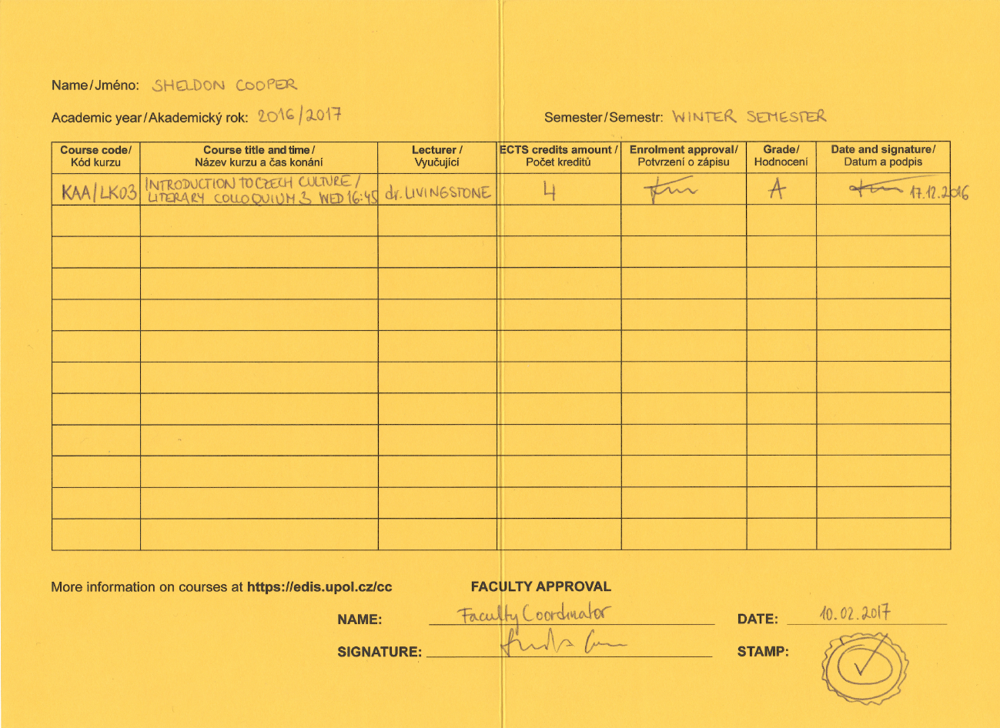 Name/Jméno: SHELDON COOPER
Academic year/Akademický rok: 2016/2017
Semester/Semestr: WINTER SEMESTER
Course code/ Course title and time/ Lecturer / ECTS credits amount / Enrolment approval/ Grade/ Date and signature/
Kód kurzu Název kurzu a čas konání Vyučující Počet kreditů Potvrzení o zápisu Hodnocení Datum a podpis
KAA/LK03 INTRODUCTION TO CZECH CULTURE / dr. LIVINGSTONE 4 A 17.12.2016
LITERARY COLLOQUIUM 3 WED 16:45
More information on courses at https://edis.upol.cz/cc
FACULTY APPROVAL
NAME: Faculty Coordinator DATE: 10.02.2017
SIGNATURE: STAMP: